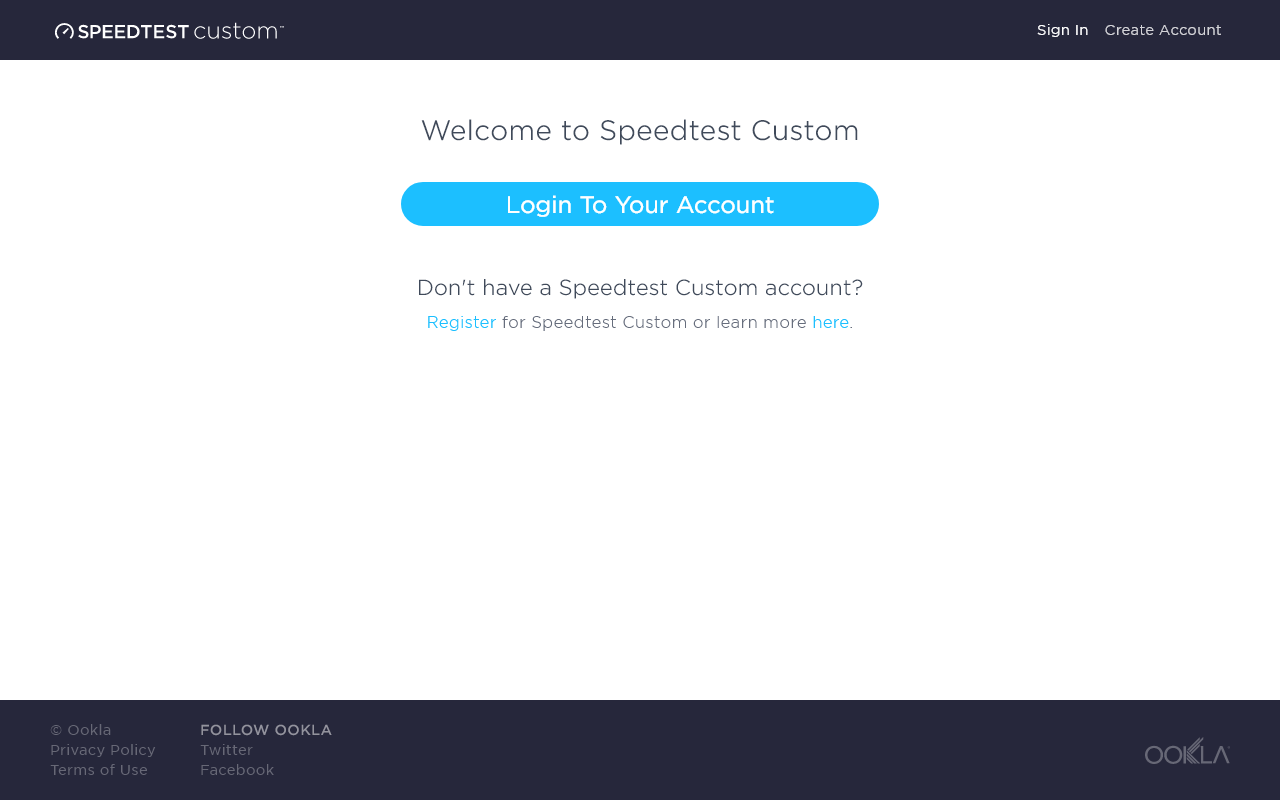 SPEEDTEST custom™
Sign In
Create Account
Welcome to Speedtest Custom
Login To Your Account
Don't have a Speedtest Custom account?
Register for Speedtest Custom or learn more here.
© Ookla
Privacy Policy
Terms of Use
FOLLOW OOKLA
Twitter
Facebook
OOKLA